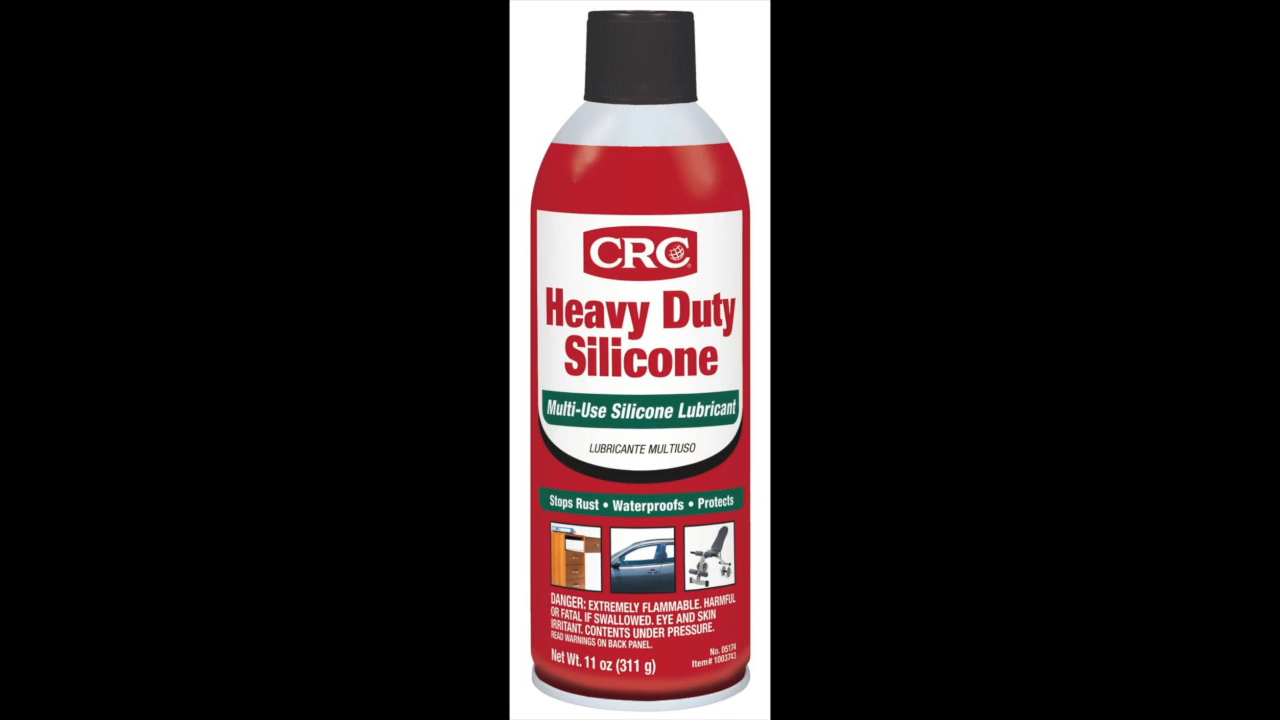 CRC
Heavy Duty
Silicone
Multi-Use Silicone Lubricant
LUBRICANTE MULTIUSO
Stops Rust • Waterproofs • Protects
DANGER: EXTREMELY FLAMMABLE. HARMFUL
OR FATAL IF SWALLOWED. EYE AND SKIN
IRRITANT. CONTENTS UNDER PRESSURE.
READ WARNINGS ON BACK PANEL.
Net Wt. 11 oz (311 g)
No. 05174
Item# 1003743